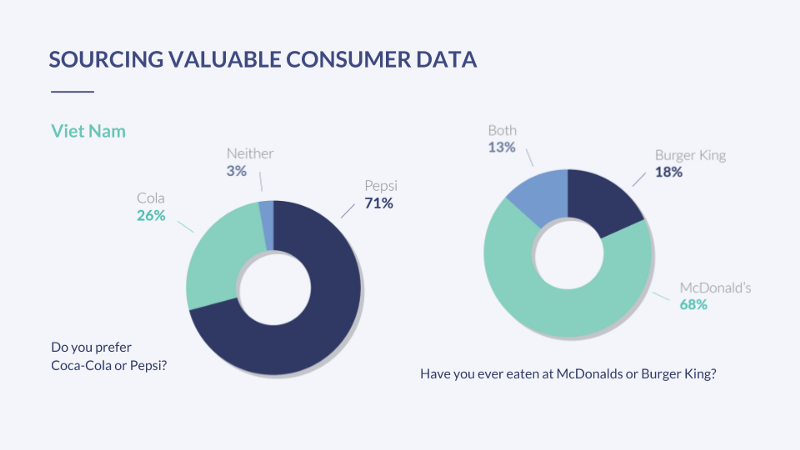 SOURCING VALUABLE CONSUMER DATA
Viet Nam
Neither
3%
Pepsi
71%
Cola
26%
Do you prefer
Coca-Cola or Pepsi?
Both
13%
Burger King
18%
McDonald's
68%
Have you ever eaten at McDonalds or Burger King?